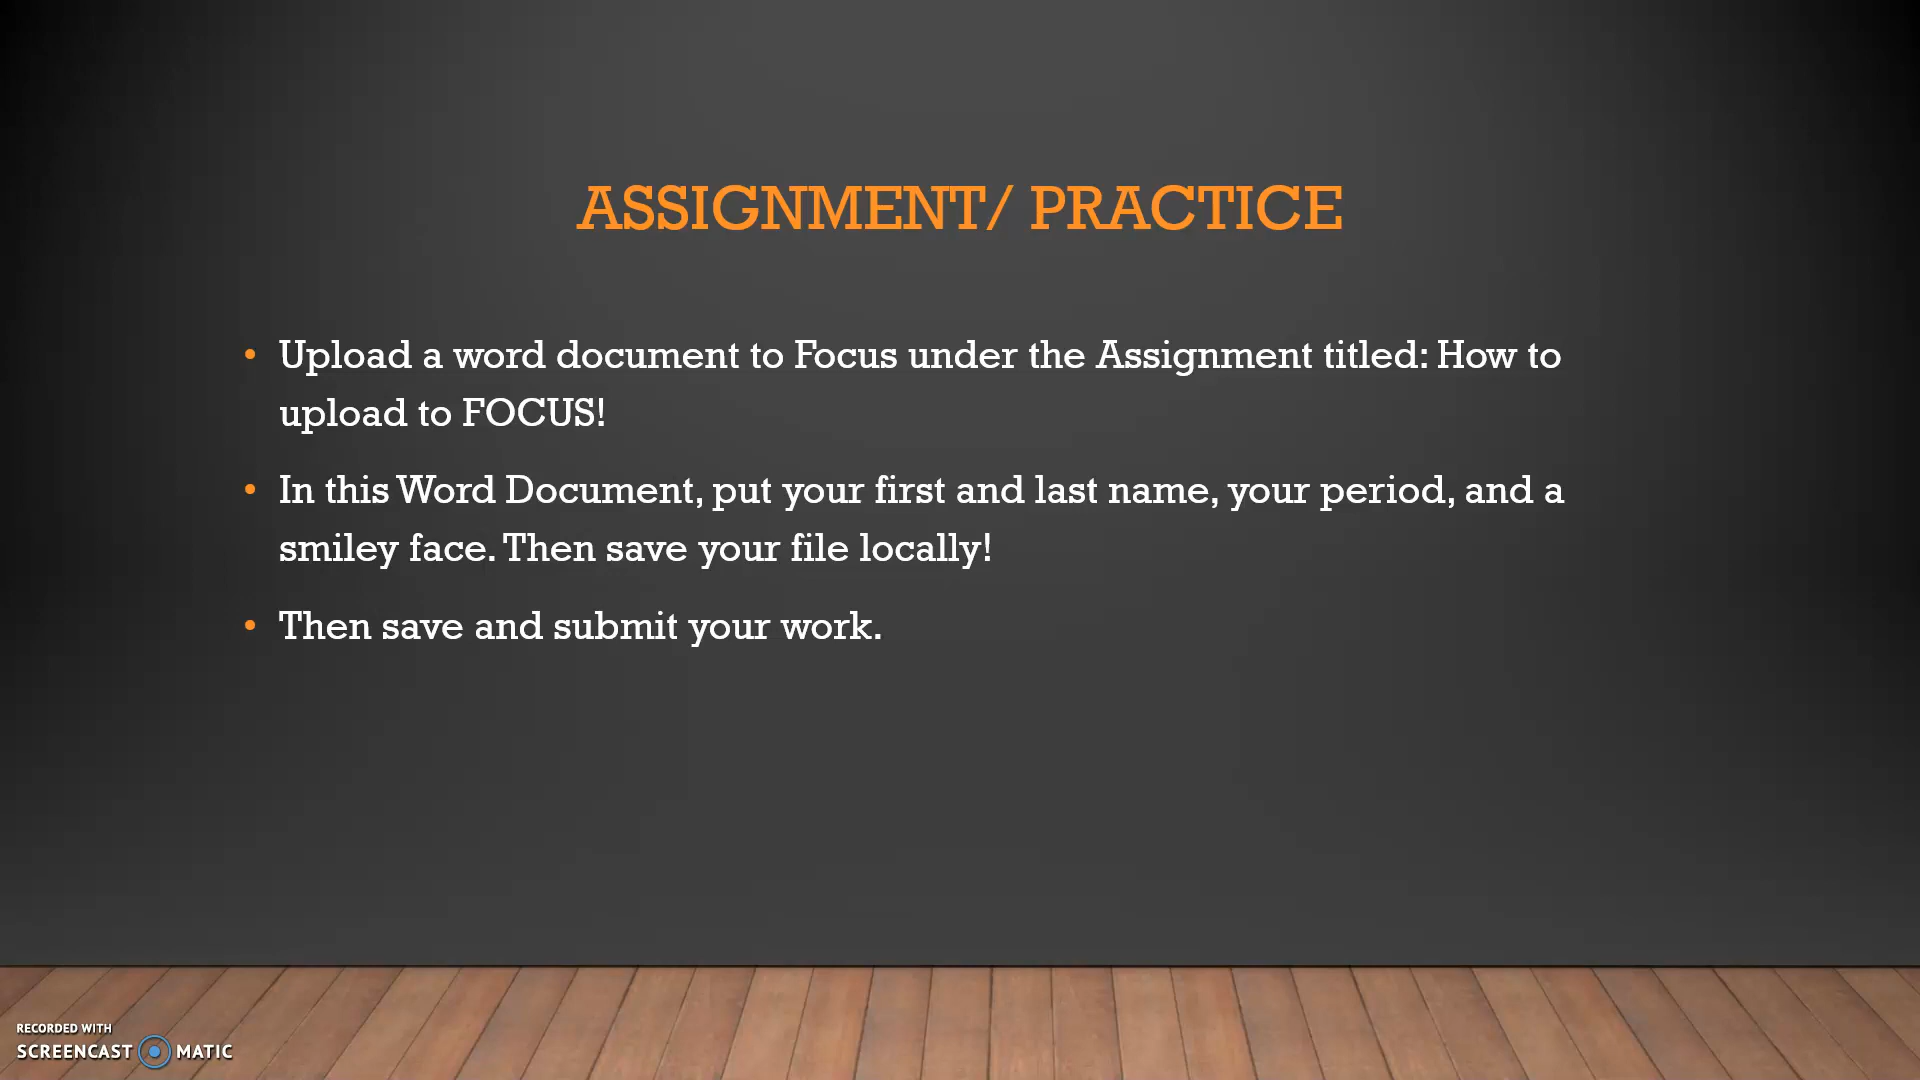 ASSIGNMENT/ PRACTICE
• Upload a word document to Focus under the Assignment titled: How to
upload to FOCUS!
• In this Word Document, put your first and last name, your period, and a
smiley face. Then save your file locally!
• Then save and submit your work.
RECORDED WITH
SCREENCAST MATIC